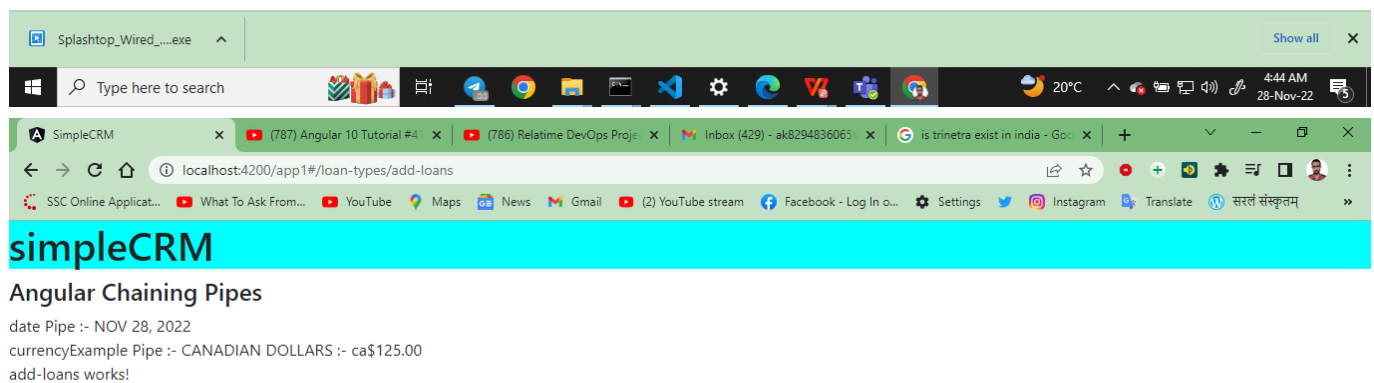 Splashtop_Wired_....exe
Show all
Type here to search
20°C
4:44 AM
28-Nov-22
5
SimpleCRM
(787) Angular 10 Tutorial #41
(786) Relatime DevOps Projec
Inbox (429) - ak82948360656
is trinetra exist in india - Goo
localhost:4200/app1#/loan-types/add-loans
SSC Online Applicat...
What To Ask From...
YouTube
Maps
News
Gmail
(2) YouTube stream
Facebook - Log In o...
Settings
Instagram
Translate
सरलं संस्कृतम्
simpleCRM
Angular Chaining Pipes
date Pipe :- NOV 28, 2022
currencyExample Pipe :- CANADIAN DOLLARS :- ca$125.00
add-loans works!